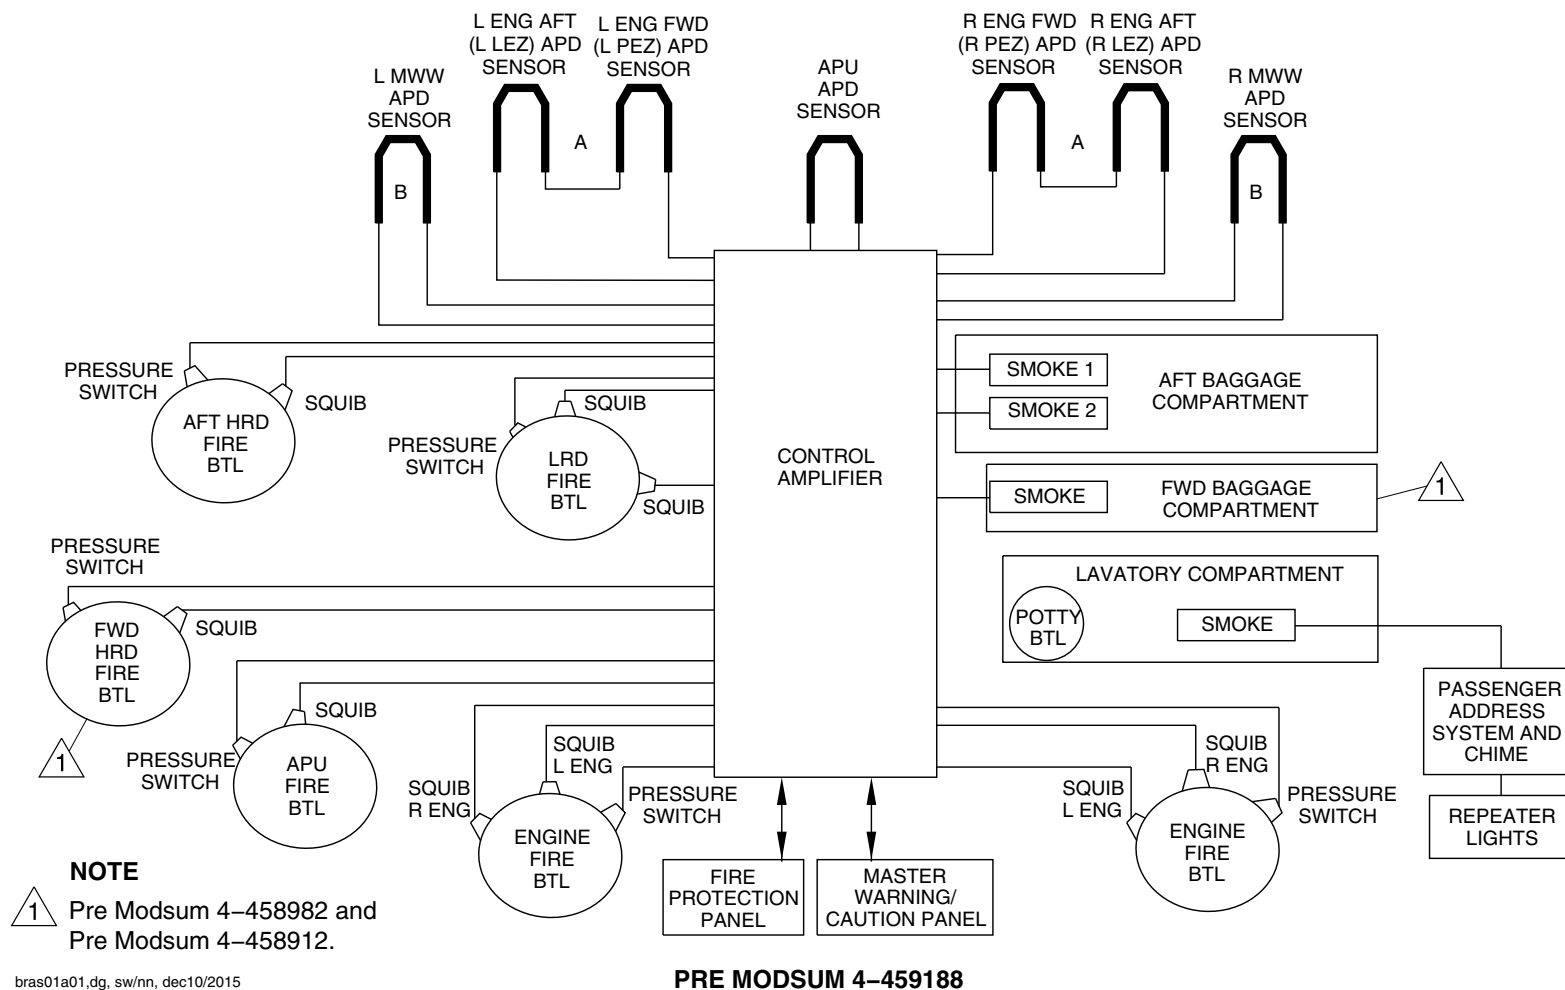 L ENG AFT
(L LEZ) APD
SENSOR
L ENG FWD
(L PEZ) APD
SENSOR
R ENG FWD
(R PEZ) APD
SENSOR
R ENG AFT
(R LEZ) APD
SENSOR
L MWW
APD
SENSOR
APU
APD
SENSOR
R MWW
APD
SENSOR
A
A
B
B
PRESSURE
SWITCH
SQUIB
AFT HRD
FIRE
BTL
SQUIB
PRESSURE
SWITCH
LRD
FIRE
BTL
SQUIB
CONTROL
AMPLIFIER
SMOKE 1
SMOKE 2
AFT BAGGAGE
COMPARTMENT
SMOKE
FWD BAGGAGE
COMPARTMENT
1
PRESSURE
SWITCH
SQUIB
FWD
HRD
FIRE
BTL
1
LAVATORY COMPARTMENT
POTTY
BTL
SMOKE
PASSENGER
ADDRESS
SYSTEM AND
CHIME
REPEATER
LIGHTS
SQUIB
PRESSURE
SWITCH
APU
FIRE
BTL
SQUIB
R ENG
SQUIB
L ENG
PRESSURE
SWITCH
ENGINE
FIRE
BTL
SQUIB
L ENG
SQUIB
R ENG
PRESSURE
SWITCH
ENGINE
FIRE
BTL
FIRE
PROTECTION
PANEL
MASTER
WARNING/
CAUTION PANEL
NOTE
1 Pre Modsum 4–458982 and
Pre Modsum 4–458912.
bras01a01,dg, sw/nn, dec10/2015
PRE MODSUM 4–459188